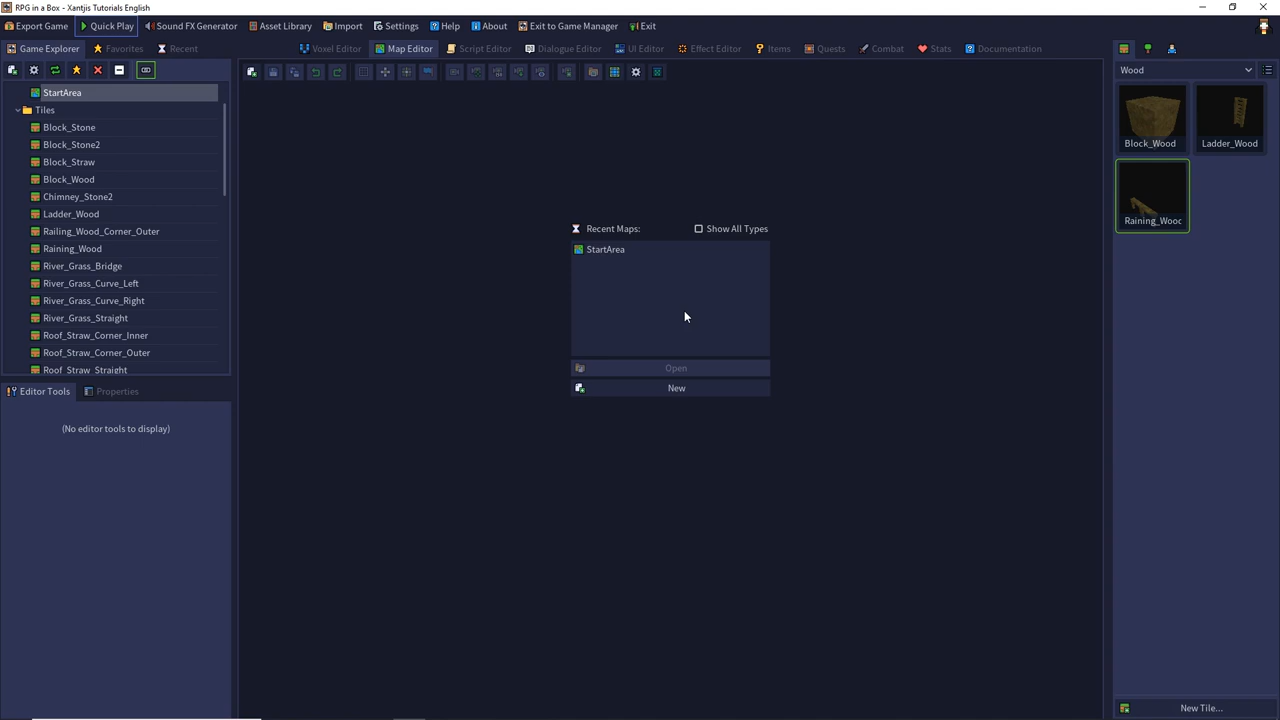 RPG in a Box - Xantjis Tutorials English
Export Game Quick Play Sound FX Generator Asset Library Import Settings Help About Exit to Game Manager Exit
Game Explorer Favorites Recent Voxel Editor Map Editor Script Editor Dialogue Editor UI Editor Effect Editor Items Quests Combat Stats Documentation
StartArea
Tiles
Block_Stone
Block_Stone2
Block_Straw
Block_Wood
Chimney_Stone2
Ladder_Wood
Railing_Wood_Corner_Outer
Raining_Wood
River_Grass_Bridge
River_Grass_Curve_Left
River_Grass_Curve_Right
River_Grass_Straight
Roof_Straw_Corner_Inner
Roof_Straw_Corner_Outer
Roof_Straw_Straight
Editor Tools Properties
(No editor tools to display)
Recent Maps: Show All Types
StartArea
Open
New
Wood
Block_Wood Ladder_Wood
Raining_Wooc
New Tile...